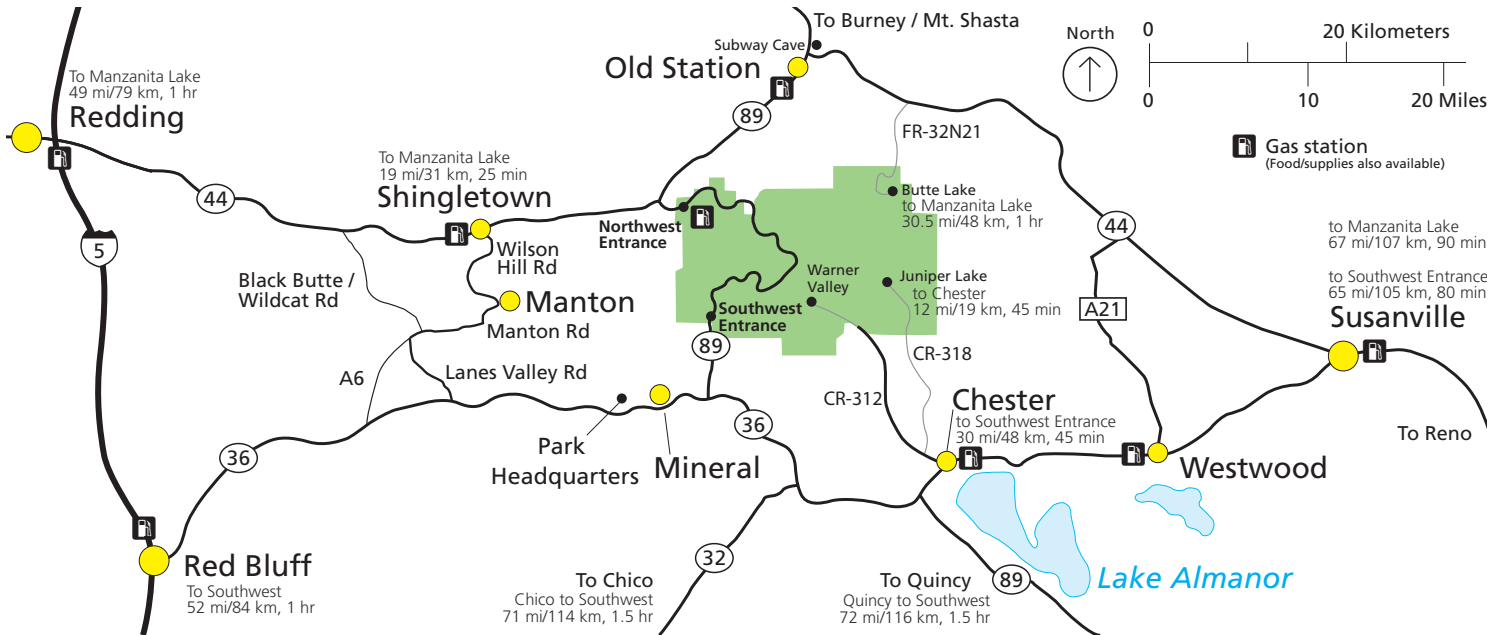 To Burney / Mt. Shasta
Subway Cave
Old Station
89
North
0
20 Kilometers
0
10
20 Miles
Gas station
(Food/supplies also available)
To Manzanita Lake
49 mi/79 km, 1 hr
Redding
44
5
To Manzanita Lake
19 mi/31 km, 25 min
Shingletown
Wilson
Hill Rd
Black Butte /
Wildcat Rd
Manton
Manton Rd
A6
Lanes Valley Rd
Northwest
Entrance
FR-32N21
Butte Lake
to Manzanita Lake
30.5 mi/48 km, 1 hr
Warner
Valley
Juniper Lake
to Chester
12 mi/19 km, 45 min
Southwest
Entrance
89
CR-318
CR-312
44
A21
to Manzanita Lake
67 mi/107 km, 90 min
to Southwest Entrance
65 mi/105 km, 80 min
Susanville
To Reno
36
Park
Headquarters
Mineral
36
Chester
to Southwest Entrance
30 mi/48 km, 45 min
Westwood
Red Bluff
To Southwest
52 mi/84 km, 1 hr
To Chico
Chico to Southwest
71 mi/114 km, 1.5 hr
32
To Quincy
Quincy to Southwest
72 mi/116 km, 1.5 hr
89
Lake Almanor